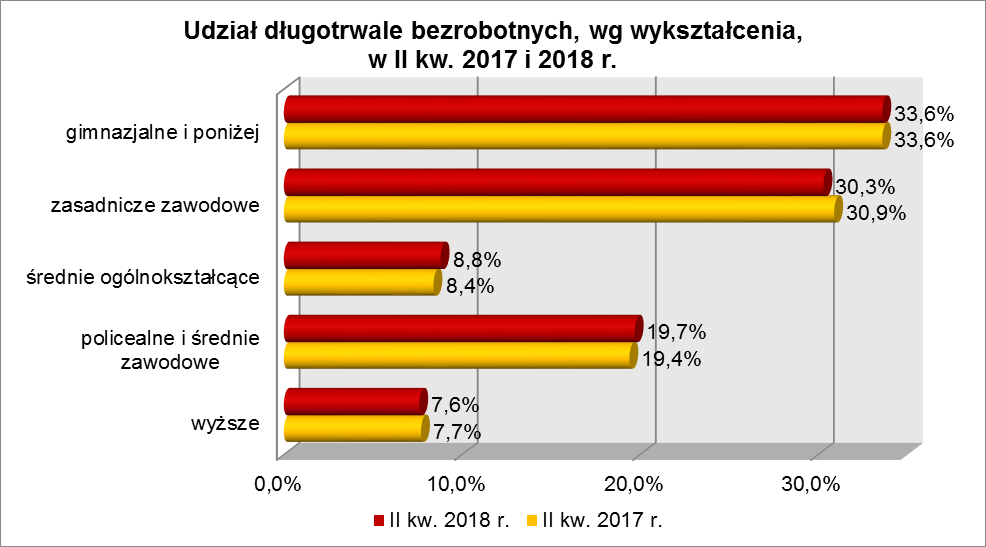 Udział długotrwale bezrobotnych, wg wykształcenia,
w II kw. 2017 i 2018 r.
gimnazjalne i poniżej
33,6%
33,6%
zasadnicze zawodowe
30,3%
30,9%
średnie ogólnokształcące
8,8%
8,4%
policealne i średnie
zawodowe
19,7%
19,4%
wyższe
7,6%
7,7%
0,0% 10,0% 20,0% 30,0%
II kw. 2018 r. II kw. 2017 r.